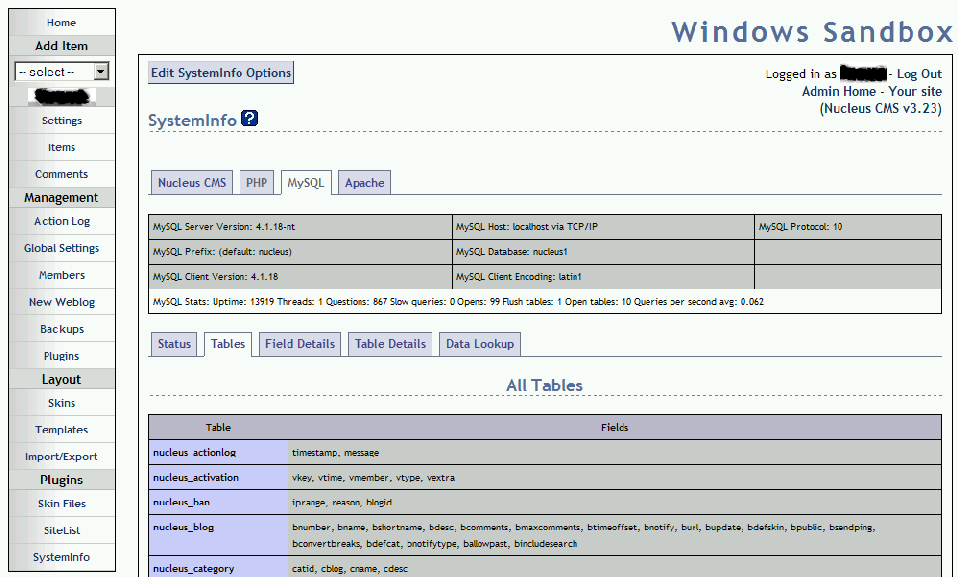 Home
Add Item
-- select --
Settings
Items
Comments
Management
Action Log
Global Settings
Members
New Weblog
Backups
Plugins
Layout
Skins
Templates
Import/Export
Plugins
Skin Files
SiteList
SystemInfo
Windows Sandbox
Edit SystemInfo Options
Logged in as - Log Out
Admin Home - Your site
(Nucleus CMS v3.23)
SystemInfo ?
Nucleus CMS PHP MySQL Apache
MySQL Server Version: 4.1.18-nt MySQL Host: localhost via TCP/IP MySQL Protocol: 10
MySQL Prefix: (default: nucleus) MySQL Database: nucleus1
MySQL Client Version: 4.1.18 MySQL Client Encoding: latin1
MySQL Stats: Uptime: 13919 Threads: 1 Questions: 867 Slow queries: 0 Opens: 99 Flush tables: 1 Open tables: 10 Queries per second avg: 0.062
Status Tables Field Details Table Details Data Lookup
All Tables
Table Fields
nucleus_actionlog timestamp, message
nucleus_activation vkey, vtime, vmember, vtype, vextra
nucleus_ban iprange, reason, blogid
nucleus_blog bnumber, bname, bshortname, bdesc, bcomments, bmaxcomments, btimeoffset, bnotify, burl, bupdate, bdefskin, bpublic, bsendping,
bconvertbreaks, bdefcat, bnotifytype, ballowpast, bincludesearch
nucleus_category catid, cblog, cname, cdesc